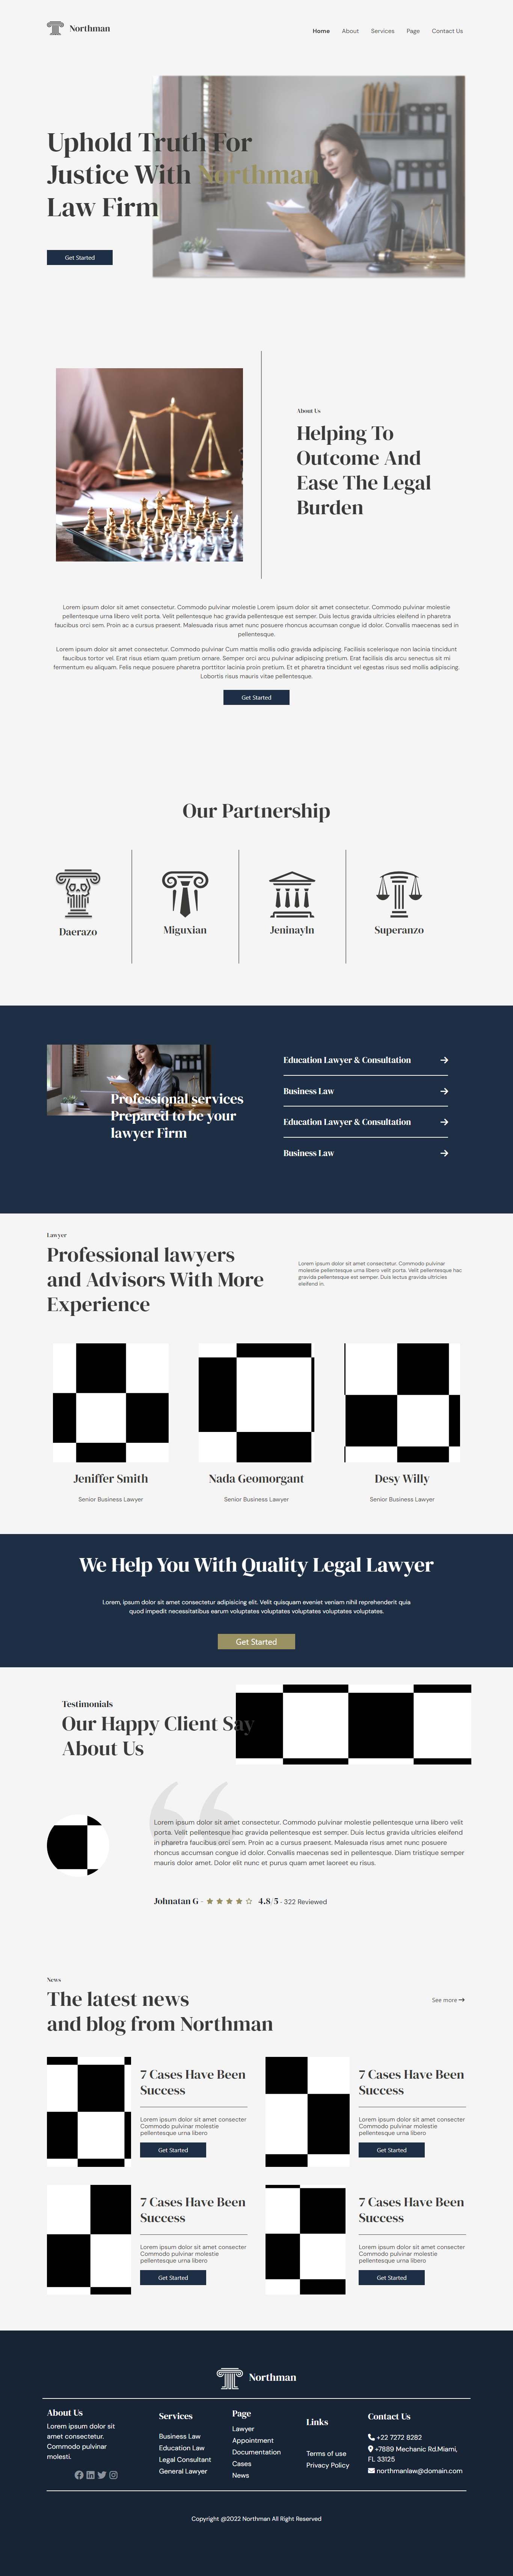 Northman
Home About Services Page Contact Us
Uphold Truth For
Justice With Northman
Law Firm
Get Started
About Us
Helping To
Outcome And
Ease The Legal
Burden
Lorem ipsum dolor sit amet consectetur. Commodo pulvinar molestie Lorem ipsum dolor sit amet consectetur. Commodo pulvinar molestie
pellentesque urna libero velit porta. Velit pellentesque hac gravida pellentesque est semper. Duis lectus gravida ultricies eleifend in pharetra
faucibus orci sem. Proin ac a cursus praesent. Malesuada risus amet nunc posuere rhoncus accumsan congue id dolor. Convallis maecenas sed in
pellentesque.
Lorem ipsum dolor sit amet consectetur. Commodo pulvinar Cum mattis mollis odio gravida adipiscing. Facilisis scelerisque non lacinia tincidunt
faucibus tortor vel. Erat risus etiam quam pretium ornare. Semper orci arcu pulvinar adipiscing pretium. Erat facilisis dis arcu senectus sit mi
fermentum eu aliquam. Felis neque posuere pharetra porttitor lacinia proin pretium. Et et pharetra tincidunt vel egestas risus sed mollis adipiscing.
Lobortis risus mauris vitae pellentesque.
Get Started
Our Partnership
Daerazo
Miguxian
Jeninayln
Superanzo
Professional services
Prepared to be your
lawyer Firm
Education Lawyer & Consultation
Business Law
Education Lawyer & Consultation
Business Law
Lawyer
Professional lawyers
and Advisors With More
Experience
Lorem ipsum dolor sit amet consectetur. Commodo pulvinar
molestie pellentesque urna libero velit porta. Velit pellentesque hac
gravida pellentesque est semper. Duis lectus gravida ultricies
eleifend in.
Jeniffer Smith
Senior Business Lawyer
Nada Geomorgant
Senior Business Lawyer
Desy Willy
Senior Business Lawyer
We Help You With Quality Legal Lawyer
Lorem, ipsum dolor sit amet consectetur adipisicing elit. Velit quisquam eveniet veniam nihil reprehenderit quia
quod impedit necessitatibus earum voluptates voluptates voluptates voluptates voluptates.
Get Started
Testimonials
Our Happy Client Say
About Us
Lorem ipsum dolor sit amet consectetur. Commodo pulvinar molestie pellentesque urna libero velit
porta. Velit pellentesque hac gravida pellentesque est semper. Duis lectus gravida ultricies eleifend
in pharetra faucibus orci sem. Proin ac a cursus praesent. Malesuada risus amet nunc posuere
rhoncus accumsan congue id dolor. Convallis maecenas sed in pellentesque. Diam tristique semper
mauris dolor amet. Dolor elit nunc et purus quam amet laoreet eu risus.
Johnatan G - 4.8/5 - 322 Reviewed
News
The latest news
and blog from Northman
See more
7 Cases Have Been
Success
Lorem ipsum dolor sit amet consecter
Commodo pulvinar molestie
pellentesque urna libero
Get Started
7 Cases Have Been
Success
Lorem ipsum dolor sit amet consecter
Commodo pulvinar molestie
pellentesque urna libero
Get Started
7 Cases Have Been
Success
Lorem ipsum dolor sit amet consecter
Commodo pulvinar molestie
pellentesque urna libero
Get Started
7 Cases Have Been
Success
Lorem ipsum dolor sit amet consecter
Commodo pulvinar molestie
pellentesque urna libero
Get Started
Northman
About Us
Lorem ipsum dolor sit
amet consectetur.
Commodo pulvinar
molesti.
Services
Business Law
Education Law
Legal Consultant
General Lawyer
Page
Lawyer
Appointment
Documentation
Cases
News
Links
Terms of use
Privacy Policy
Contact Us
+22 7272 8282
+7889 Mechanic Rd.Miami,
FL 33125
northmanlaw@domain.com
Copyright @2022 Northman All Right Reserved